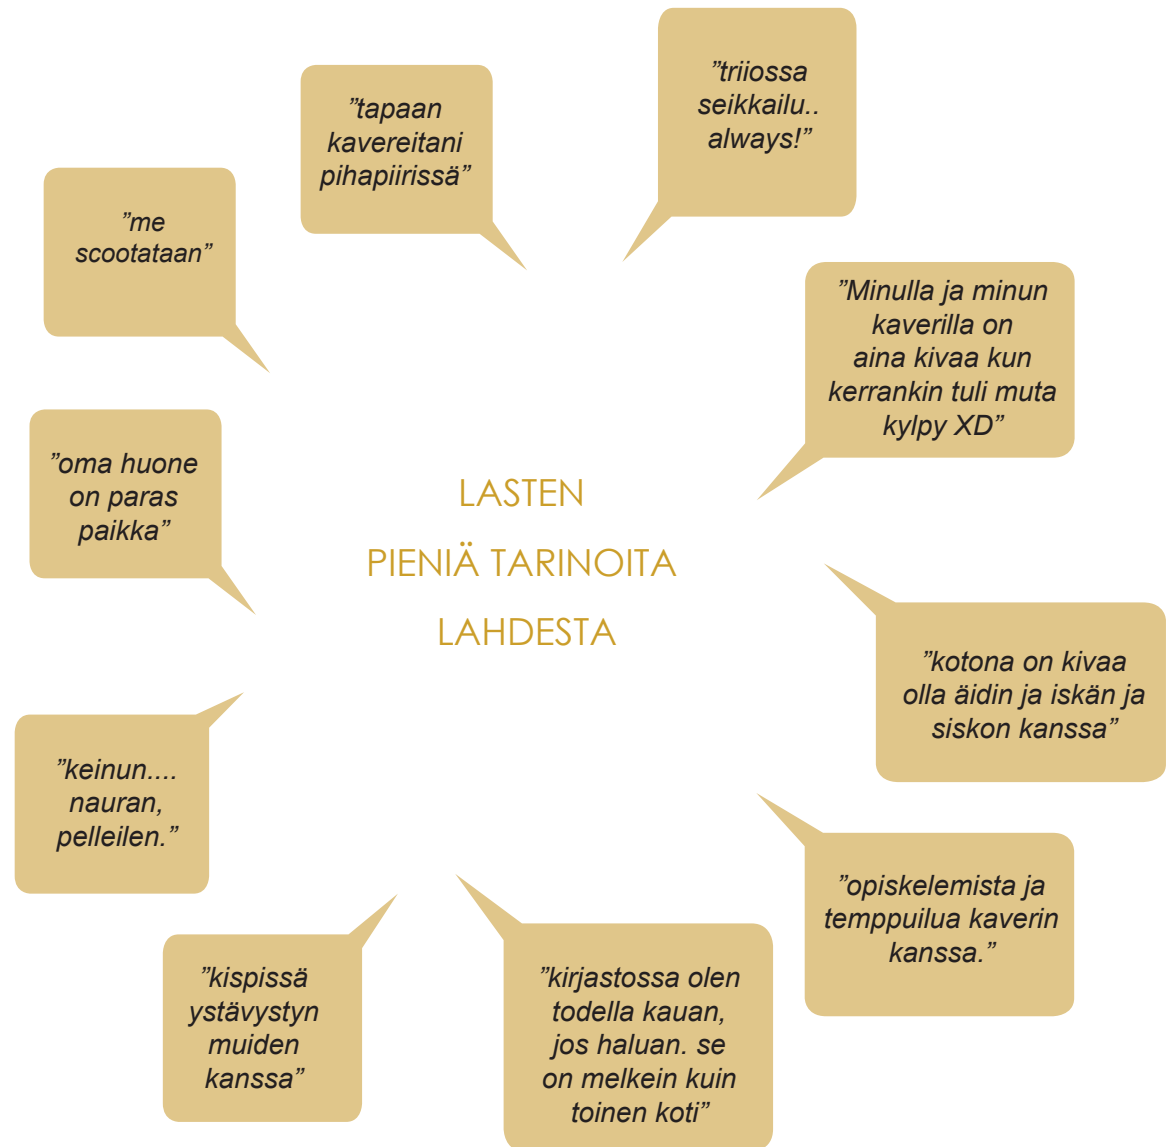 ”triiossa
seikkailu..
always!”
”tapaan
kavereitani
pihapiirissä”
”me
scootataan”
”Minulla ja minun
kaverilla on
aina kivaa kun
kerrankin tuli muta
kylpy XD”
”oma huone
on paras
paikka”
LASTEN
PIENIÄ TARINOITA
LAHDESTA
”kotona on kivaa
olla äidin ja iskän ja
siskon kanssa”
”keinun....
nauran,
pelleilen.”
”opiskelemista ja
temppuilua kaverin
kanssa.”
”kispissä
ystävystyn
muiden
kanssa”
”kirjastossa olen
todella kauan,
jos haluan. se
on melkein kuin
toinen koti”